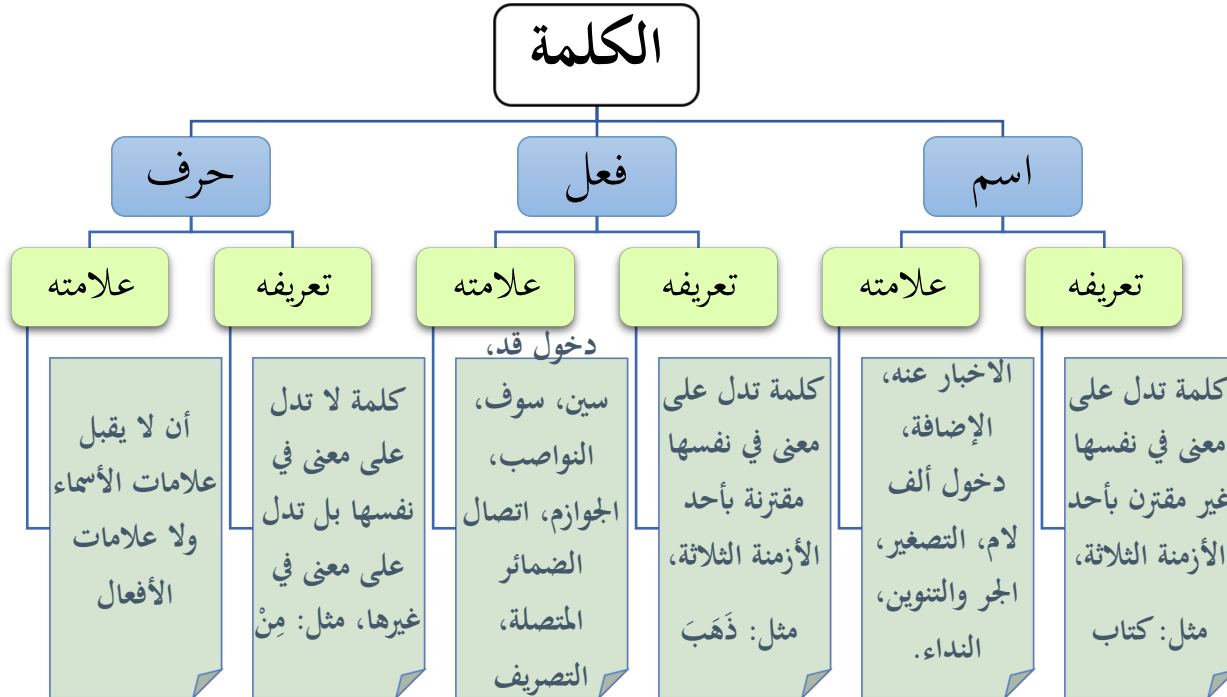 الكلمة
اسم
فعل
حرف
تعريفه
علامته
تعريفه
علامته
تعريفه
علامته
كلمة تدل على
معنى في نفسها
غير مقترن بأحد
الأزمنة الثلاثة،
مثل: كتاب
الاخبار عنه،
الإضافة،
دخول ألف
لام، التصغير،
الجر والتنوين،
النداء.
كلمة تدل على
معنى في نفسها
مقترنة بأحد
الأزمنة الثلاثة،
مثل: ذَهَبَ
دخول قد،
سين، سوف،
النواصب،
الجوازم، اتصال
الضمائر
المتصلة،
التصريف
كلمة لا تدل
على معنى في
نفسها بل تدل
على معنى في
غيرها، مثل: مِنْ
أن لا يقبل
علامات الأسماء
ولا علامات
الأفعال